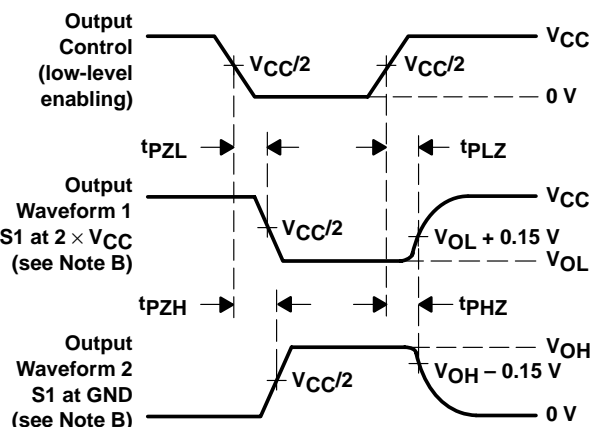 Output
Control
(low-level
enabling)
VCC/2
VCC/2
VCC
0 V
tPZL
tPLZ
Output
Waveform 1
S1 at 2 × VCC
(see Note B)
VCC/2
VCC
VOL + 0.15 V
VOL
tPZH
tPHZ
Output
Waveform 2
S1 at GND
(see Note B)
VCC/2
VOH
VOH − 0.15 V
0 V